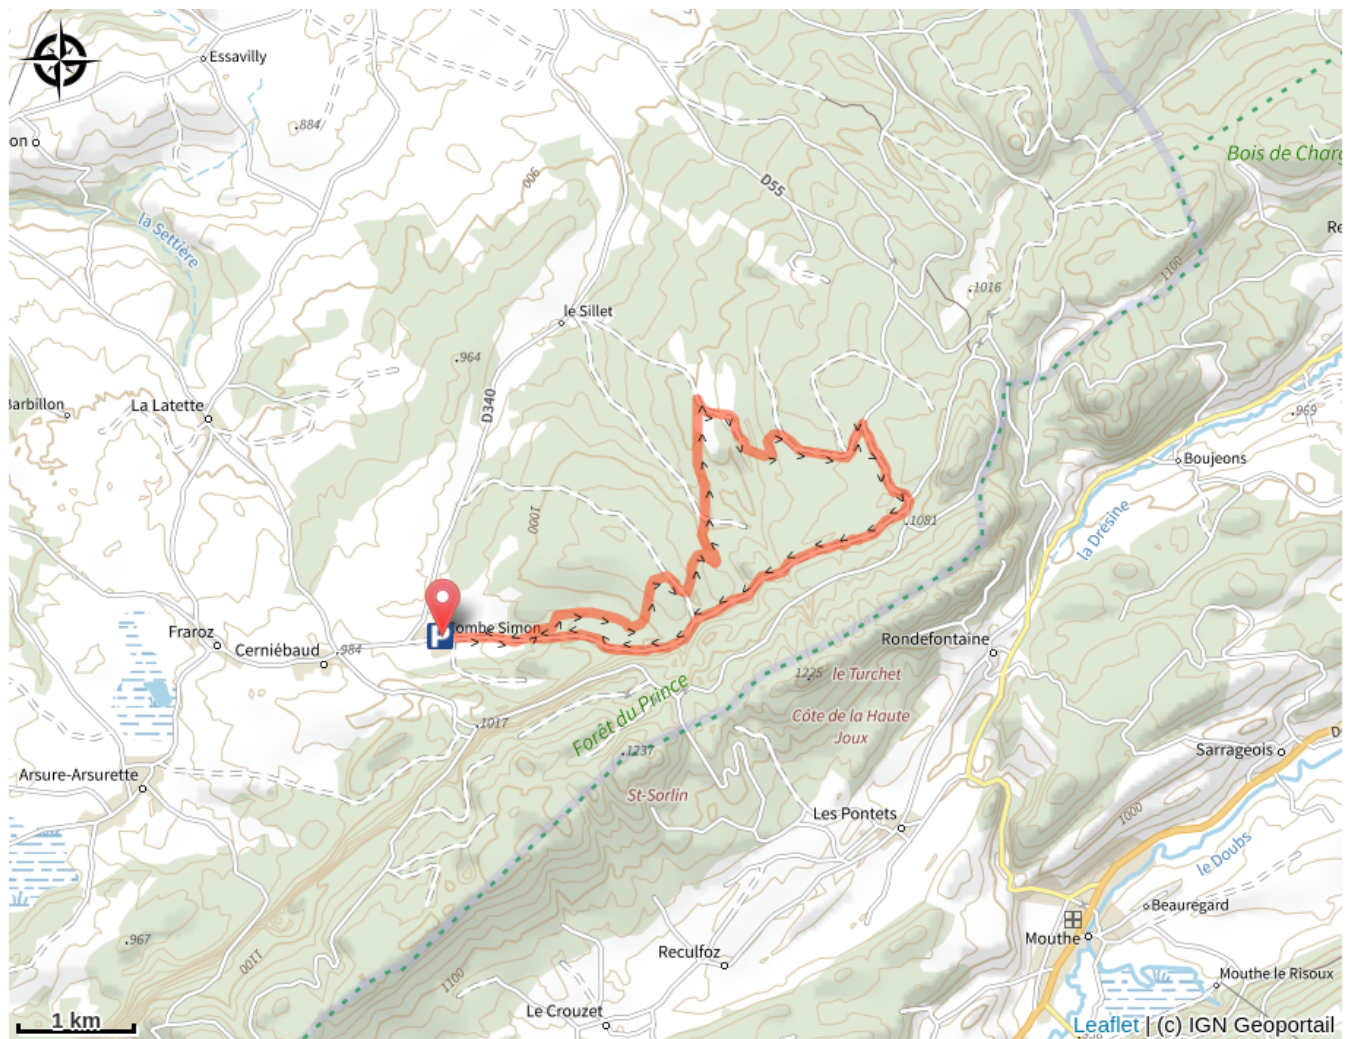 Essavilly
884
on
Bois de Charg
D55
900
la Settière
Re
1100
1016
le Sillet
964
Barbillon
La Latette
D340
969
Boujeons
1000
1081
la Drésine
Combe Simon
Fraroz
Cerniébaud
984
Rondefontaine
1225
le Turchet
Forêt du Prince
Côte de la Haute
Joux
1017
1237
Sarrageois
D
Arsure-Arsurette
St-Sorlin
Les Pontets
1000
le Doubs
Beauregard
967
Mouthe
1100
Reculfoz
1100
Mouthe le Risoux
Le Crouzet
1 km
P
Leaflet | (c) IGN Geoportail